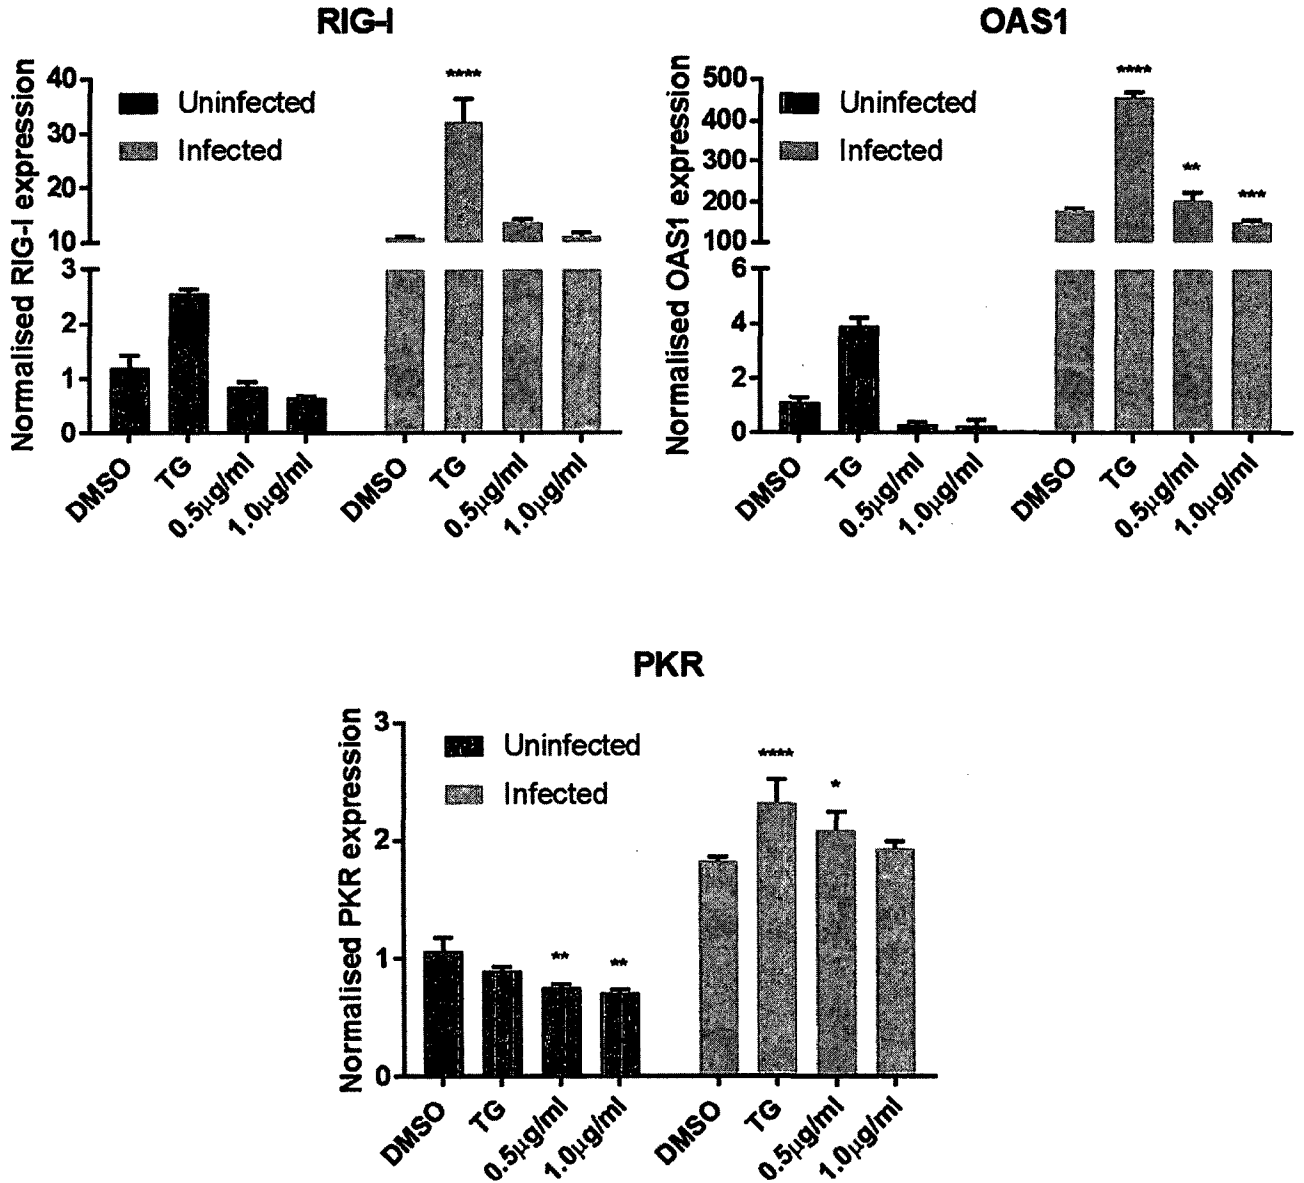 RIG-I
Normalised RIG-I expression
40
30
20
10
3
2
1
0
Uninfected
Infected
****
DMSO
TG
0.5µg/ml
1.0µg/ml
DMSO
TG
0.5µg/ml
1.0µg/ml
OAS1
Normalised OAS1 expression
500
400
300
200
100
6
4
2
0
Uninfected
Infected
****
**
***
DMSO
TG
0.5µg/ml
1.0µg/ml
DMSO
TG
0.5µg/ml
1.0µg/ml
PKR
Normalised PKR expression
3
2
1
0
Uninfected
Infected
**
**
****
*
DMSO
TG
0.5µg/ml
1.0µg/ml
DMSO
TG
0.5µg/ml
1.0µg/ml